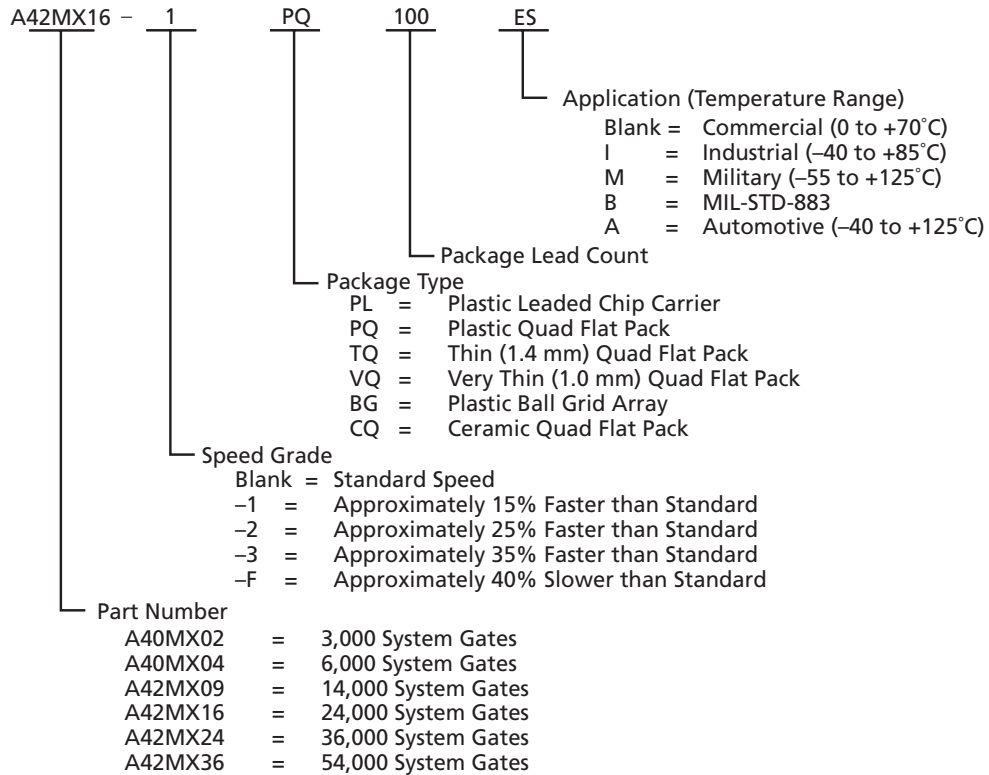 A42MX16 – 1 PQ 100 ES
Application (Temperature Range)
Blank = Commercial (0 to +70˚C)
I = Industrial (–40 to +85˚C)
M = Military (–55 to +125˚C)
B = MIL-STD-883
A = Automotive (–40 to +125˚C)
Package Lead Count
Package Type
PL = Plastic Leaded Chip Carrier
PQ = Plastic Quad Flat Pack
TQ = Thin (1.4 mm) Quad Flat Pack
VQ = Very Thin (1.0 mm) Quad Flat Pack
BG = Plastic Ball Grid Array
CQ = Ceramic Quad Flat Pack
Speed Grade
Blank = Standard Speed
–1 = Approximately 15% Faster than Standard
–2 = Approximately 25% Faster than Standard
–3 = Approximately 35% Faster than Standard
–F = Approximately 40% Slower than Standard
Part Number
A40MX02 = 3,000 System Gates
A40MX04 = 6,000 System Gates
A42MX09 = 14,000 System Gates
A42MX16 = 24,000 System Gates
A42MX24 = 36,000 System Gates
A42MX36 = 54,000 System Gates